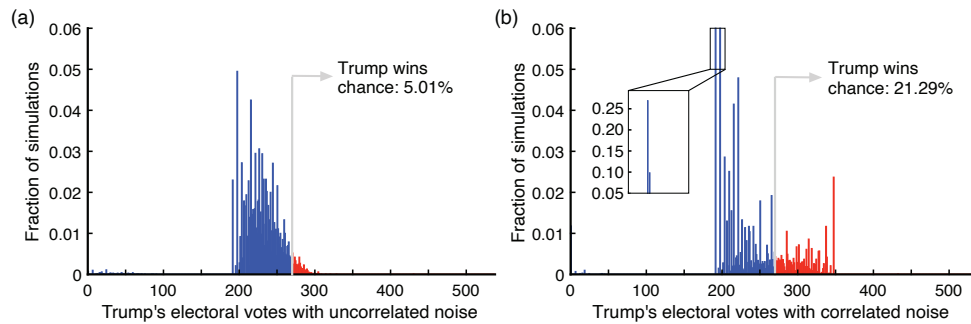 (a)
0.06
0.05
0.04
0.03
0.02
0.01
0
Fraction of simulations
Trump wins
chance: 5.01%
0 100 200 300 400 500
Trump's electoral votes with uncorrelated noise
(b)
0.06
0.05
0.04
0.03
0.02
0.01
0
Fraction of simulations
0.25
0.20
0.15
0.10
0.05
Trump wins
chance: 21.29%
0 100 200 300 400 500
Trump's electoral votes with correlated noise